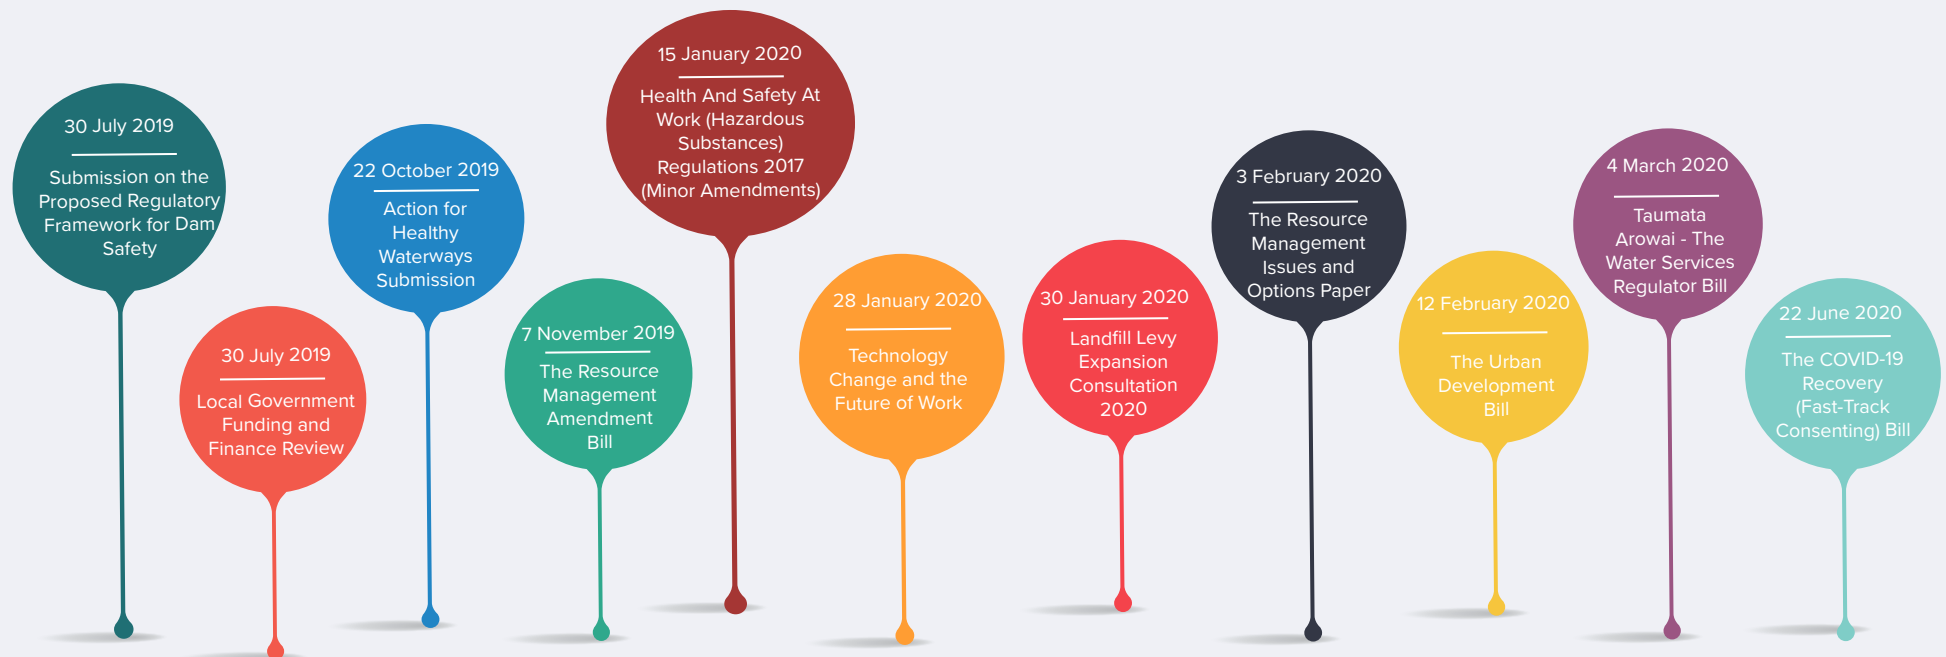 30 July 2019
Submission on the
Proposed Regulatory
Framework for Dam
Safety
30 July 2019
Local Government
Funding and
Finance Review
22 October 2019
Action for
Healthy
Waterways
Submission
7 November 2019
The Resource
Management
Amendment
Bill
15 January 2020
Health And Safety At
Work (Hazardous
Substances)
Regulations 2017
(Minor Amendments)
28 January 2020
Technology
Change and the
Future of Work
30 January 2020
Landfill Levy
Expansion
Consultation
2020
3 February 2020
The Resource
Management
Issues and
Options Paper
12 February 2020
The Urban
Development
Bill
4 March 2020
Taumata
Arowai - The
Water Services
Regulator Bill
22 June 2020
The COVID-19
Recovery
(Fast-Track
Consenting) Bill